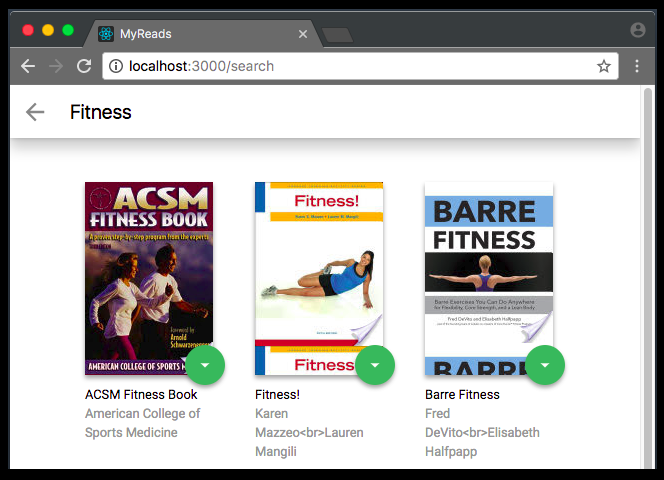 MyReads
localhost:3000/search
Fitness
ACSM
FITNESS BOOK
A proven step-by-step program from the experts
Foreword by
Arnold
Schwarzenegger
AMERICAN COLLEGE OF SPORTS
Fitness!
Karen S. Mazzeo • Lauren M. Mangili
Fitness!
BARRE
FITNESS
Barre Exercises You Can Do Anywhere
for Flexibility, Core Strength, and a Lean Body
Fred DeVito and Elisabeth Halfpapp
BARRE
ACSM Fitness Book
American College of
Sports Medicine
Fitness!
Karen
Mazzeo<br>Lauren
Mangili
Barre Fitness
Fred
DeVito<br>Elisabeth
Halfpapp